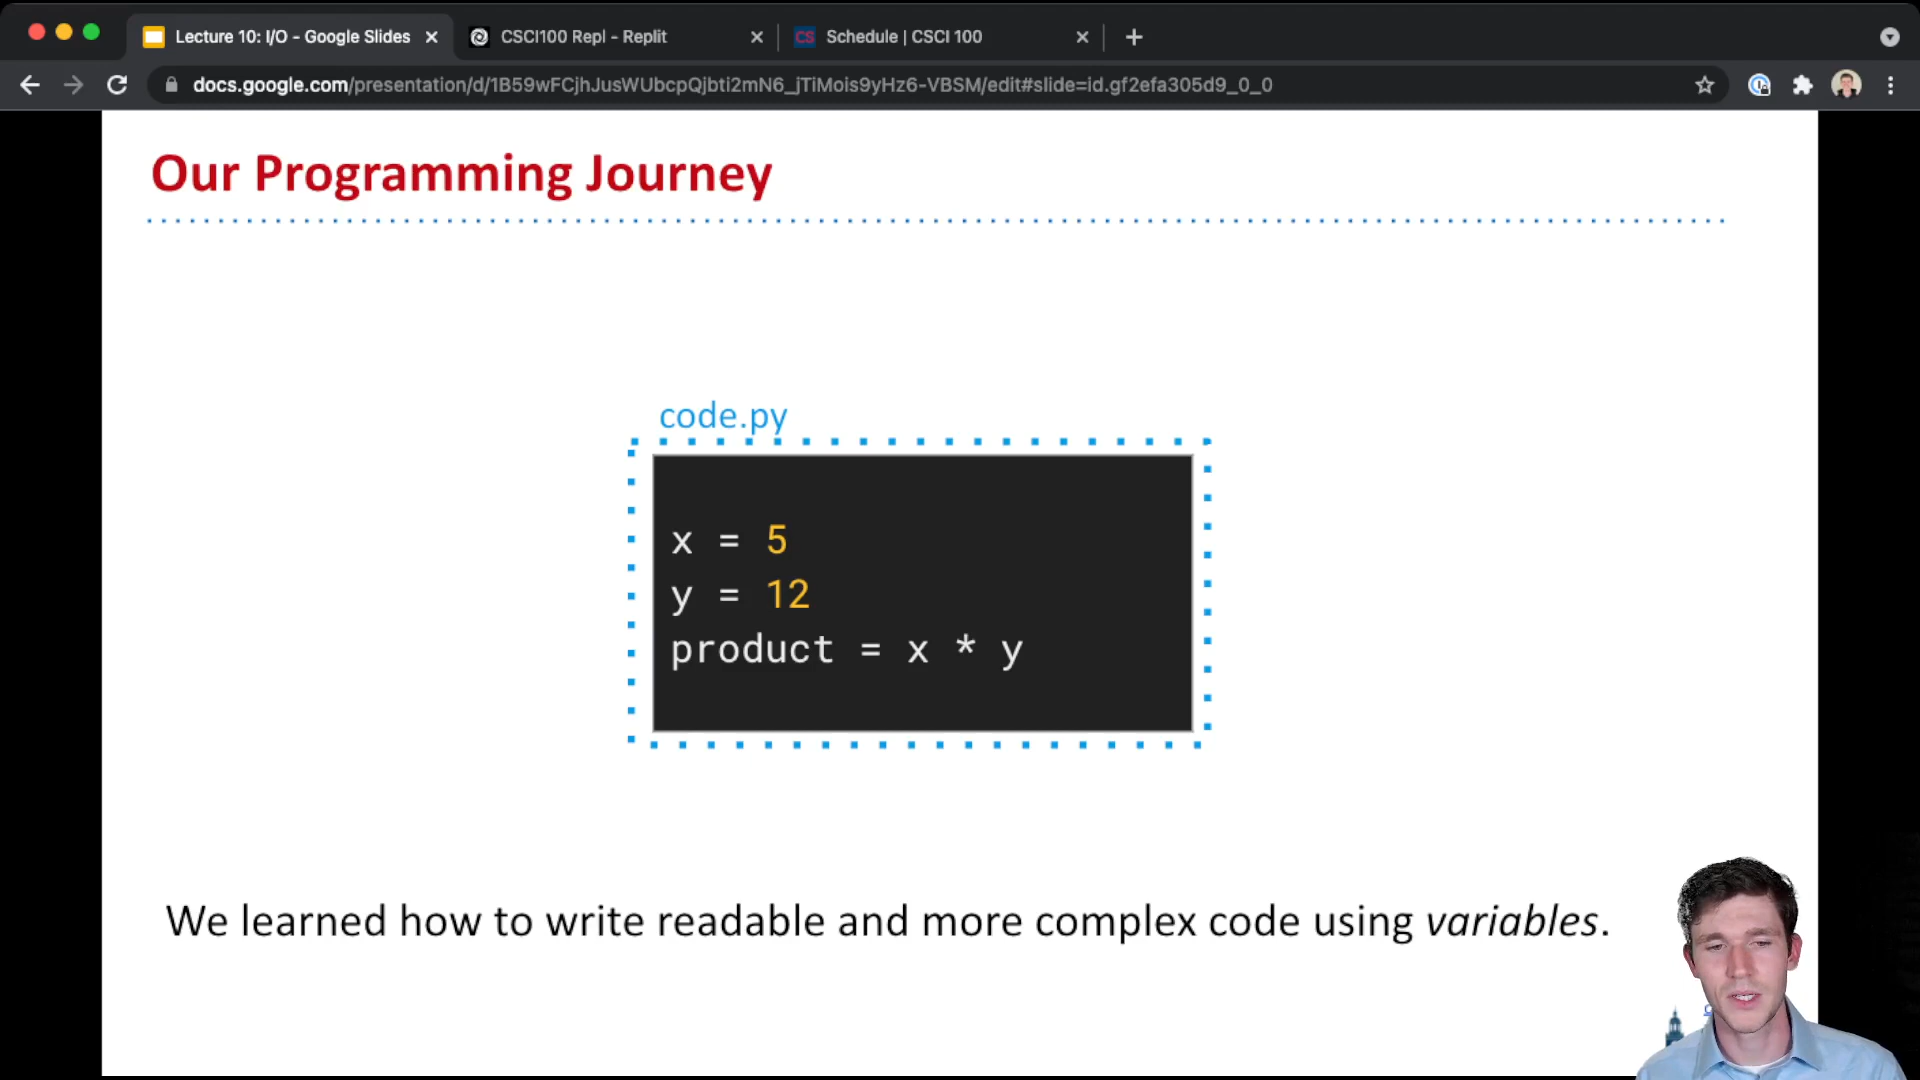 Lecture 10: I/O - Google Slides
CSCI100 Repl - Replit
CS Schedule | CSCI 100
docs.google.com/presentation/d/1B59wFCjhJusWUbcpQjbti2mN6_jTiMois9yHz6-VBSM/edit#slide=id.gf2efa305d9_0_0
Our Programming Journey
code.py
x = 5
y = 12
product = x * y
We learned how to write readable and more complex code using variables.